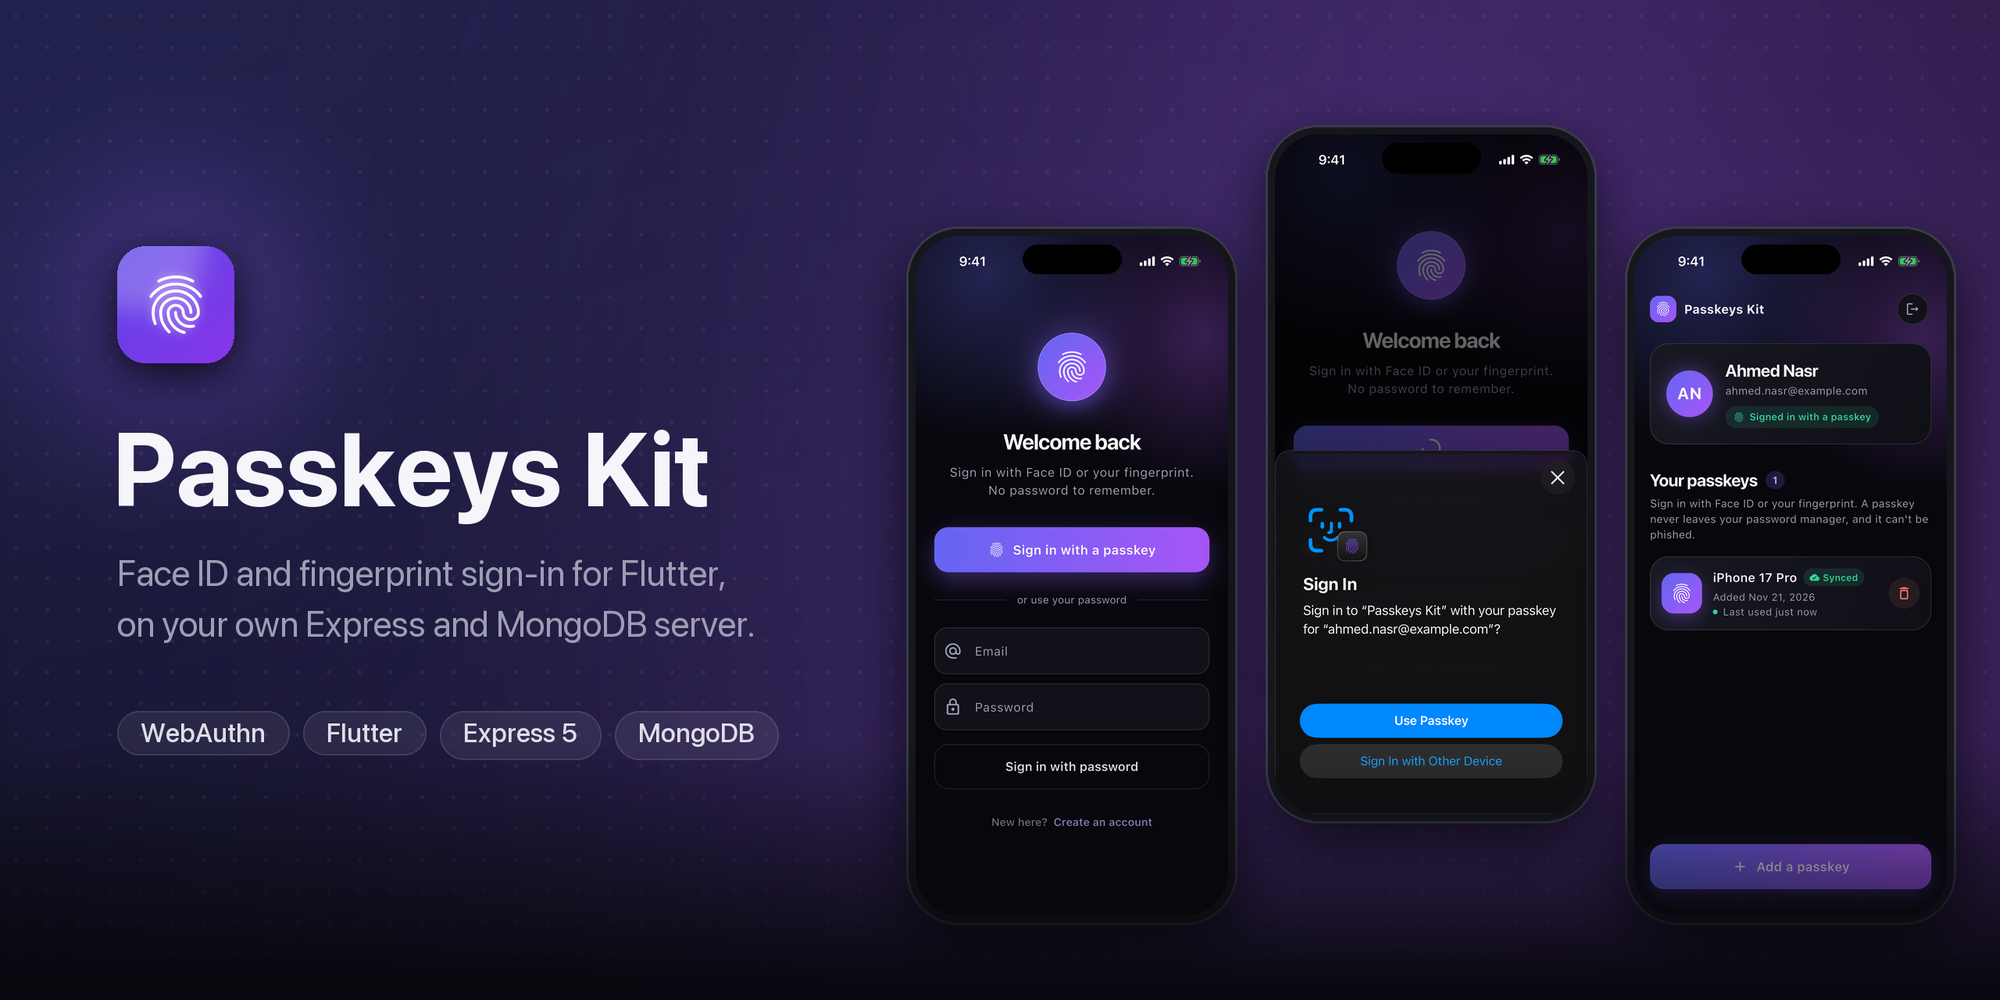 Passkeys Kit
Face ID and fingerprint sign-in for Flutter,
on your own Express and MongoDB server.
WebAuthn
Flutter
Express 5
MongoDB
9:41
Welcome back
Sign in with Face ID or your fingerprint.
No password to remember.
Sign in with a passkey
or use your password
Email
Password
Sign in with password
New here? Create an account
9:41
Welcome back
Sign in with Face ID or your fingerprint.
No password to remember.
Sign In
Sign in to “Passkeys Kit” with your passkey
for “ahmed.nasr@example.com”?
Use Passkey
Sign In with Other Device
9:41
Passkeys Kit
AN
Ahmed Nasr
ahmed.nasr@example.com
Signed in with a passkey
Your passkeys 1
Sign in with Face ID or your fingerprint. A passkey
never leaves your password manager, and it can't be
phished.
iPhone 17 Pro Synced
Added Nov 21, 2026
Last used just now
+ Add a passkey